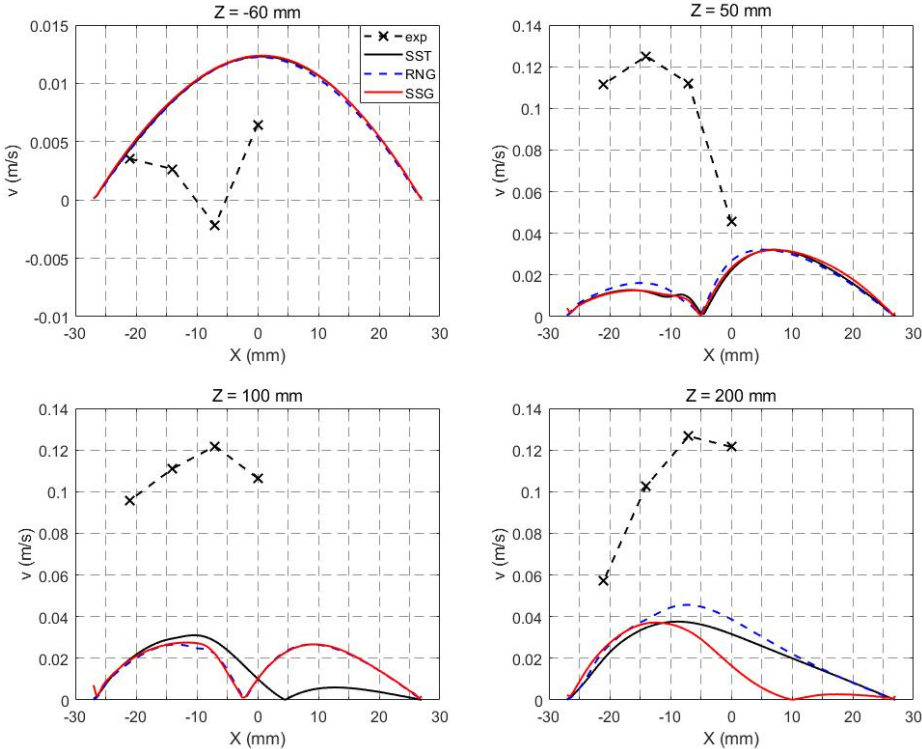 Z = -60 mm
0.015
0.01
0.005
0
-0.005
-0.01
v (m/s)
-30 -20 -10 0 10 20 30
X (mm)
exp
SST
RNG
SSG
Z = 50 mm
0.14
0.12
0.1
0.08
0.06
0.04
0.02
0
v (m/s)
-30 -20 -10 0 10 20 30
X (mm)
Z = 100 mm
0.14
0.12
0.1
0.08
0.06
0.04
0.02
0
v (m/s)
-30 -20 -10 0 10 20 30
X (mm)
Z = 200 mm
0.14
0.12
0.1
0.08
0.06
0.04
0.02
0
v (m/s)
-30 -20 -10 0 10 20 30
X (mm)